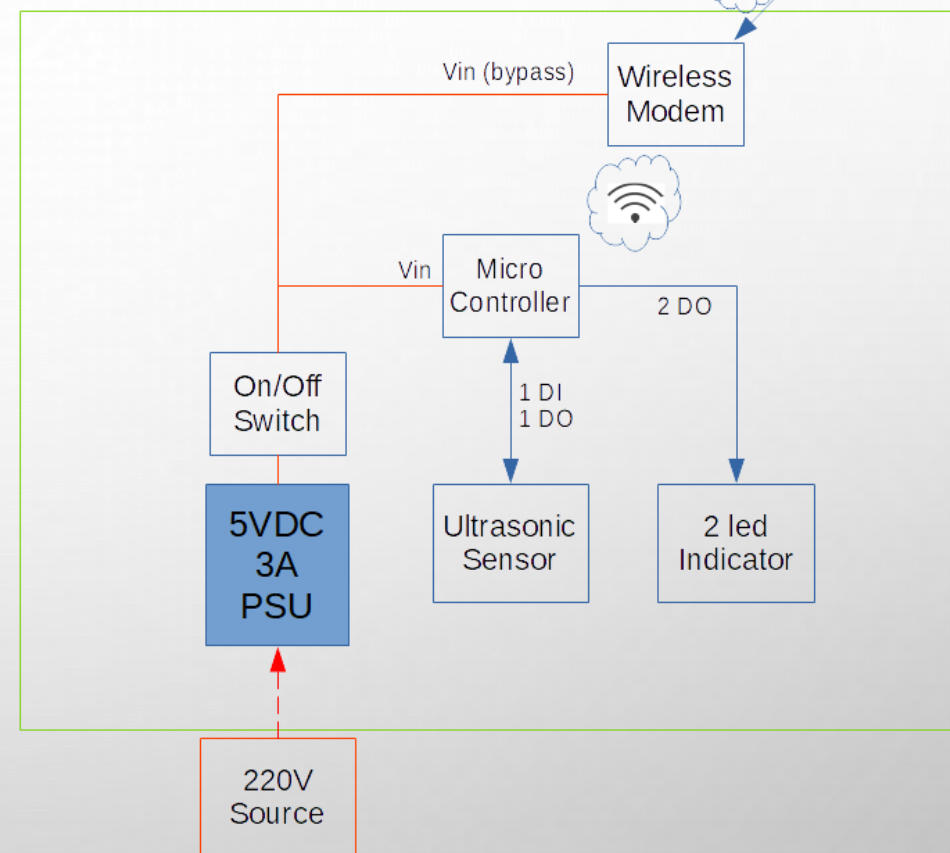 Vin (bypass)
Wireless
Modem
Vin
Micro
Controller
2 DO
On/Off
Switch
1 DI
1 DO
5VDC
3A
PSU
Ultrasonic
Sensor
2 led
Indicator
220V
Source